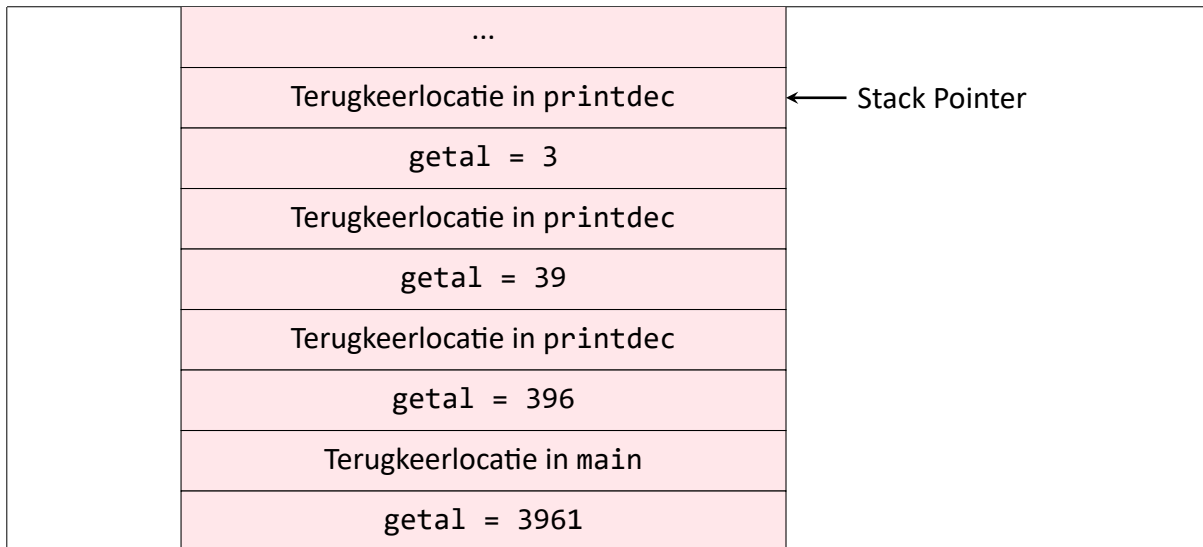 ...
Terugkeerlocatie in printdec
Stack Pointer
getal = 3
Terugkeerlocatie in printdec
getal = 39
Terugkeerlocatie in printdec
getal = 396
Terugkeerlocatie in main
getal = 3961